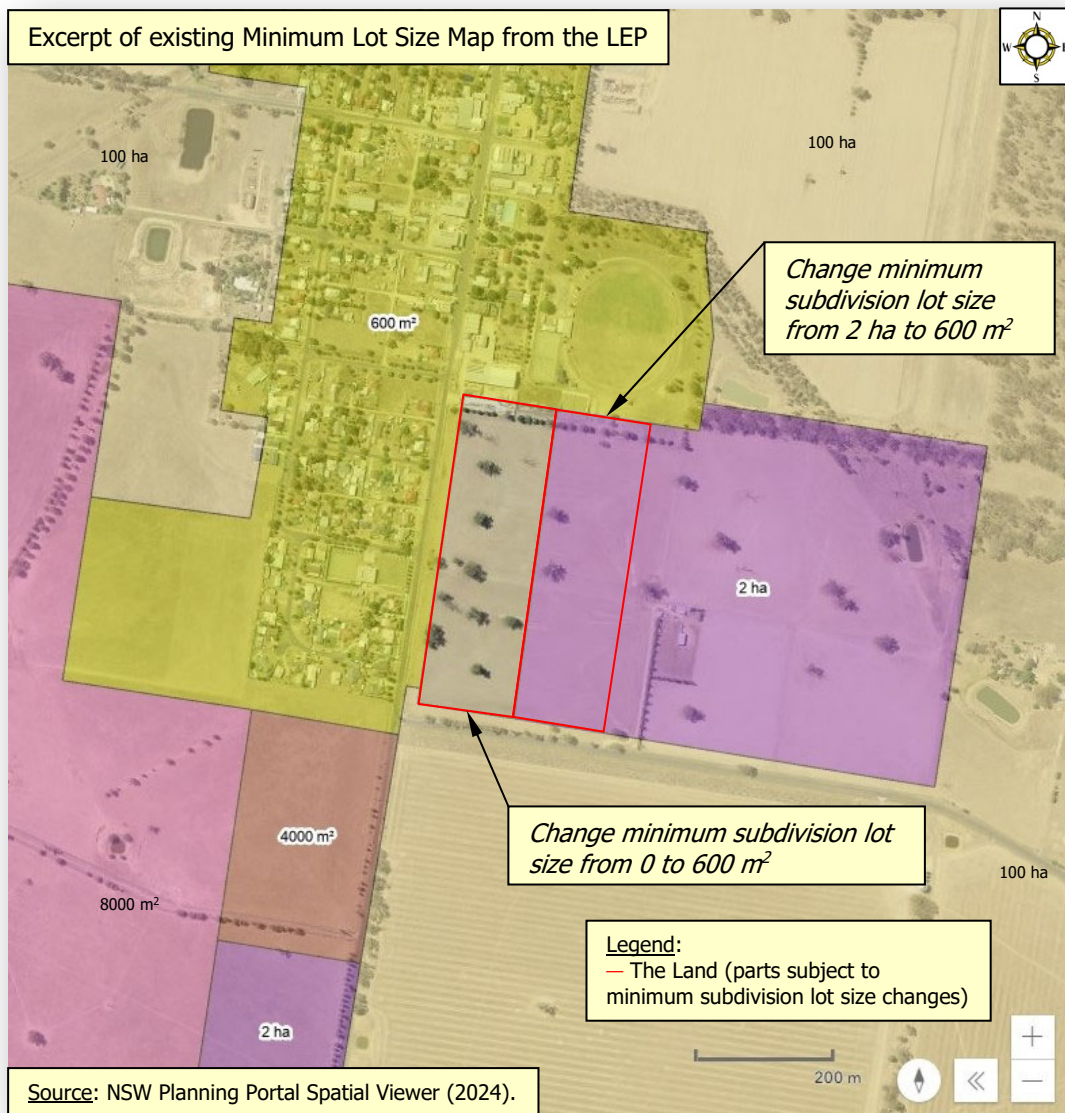 Excerpt of existing Minimum Lot Size Map from the LEP
N
W
E
S
100 ha
100 ha
Change minimum
subdivision lot size
from 2 ha to 600 m²
600 m²
2 ha
Change minimum subdivision lot
size from 0 to 600 m²
4000 m²
100 ha
8000 m²
Legend:
— The Land (parts subject to
minimum subdivision lot size changes)
2 ha
200 m
Source: NSW Planning Portal Spatial Viewer (2024).